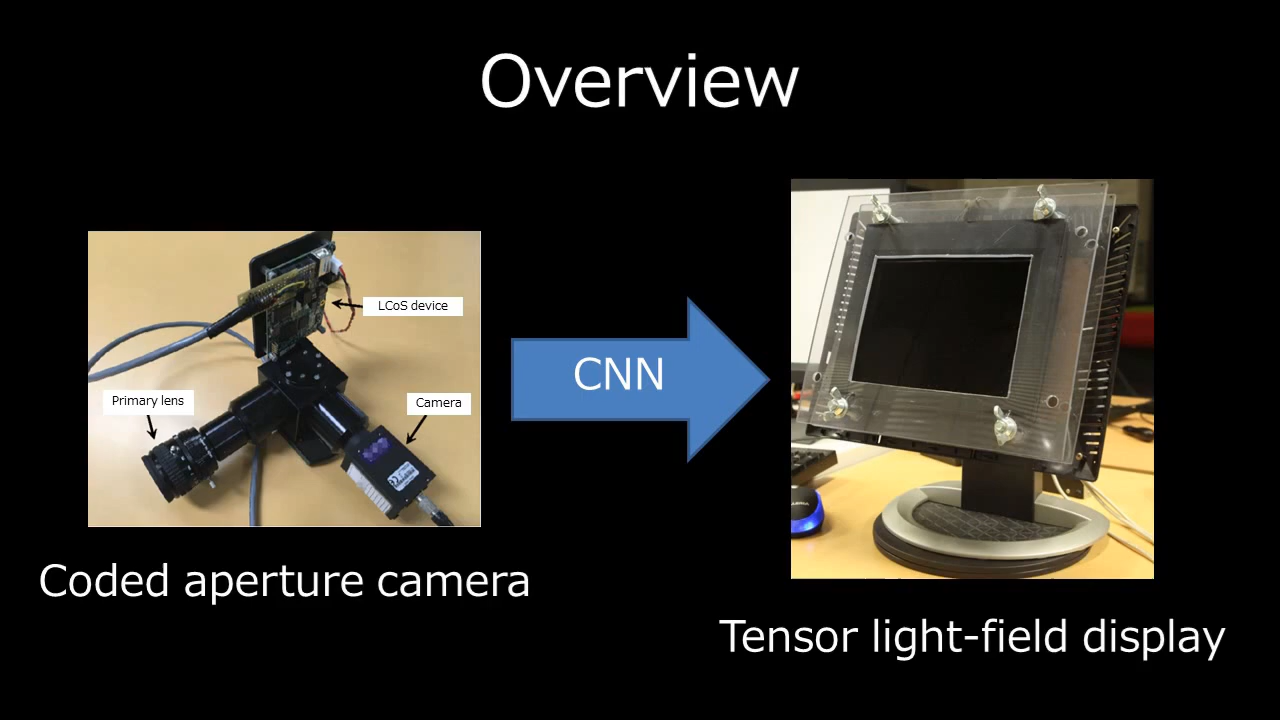 Overview
LCoS device
Primary lens
Camera
CNN
Coded aperture camera
Tensor light-field display